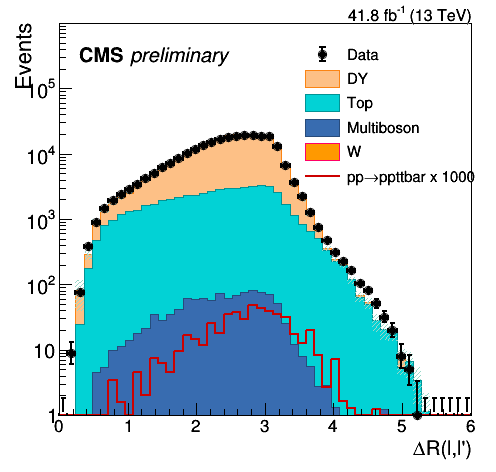 41.8 fb⁻¹ (13 TeV)
Events
CMS preliminary
Data
DY
Top
Multiboson
W
pp→ppttbar x 1000
10⁵
10⁴
10³
10²
10
1
0 1 2 3 4 5 6
ΔR(l,l')